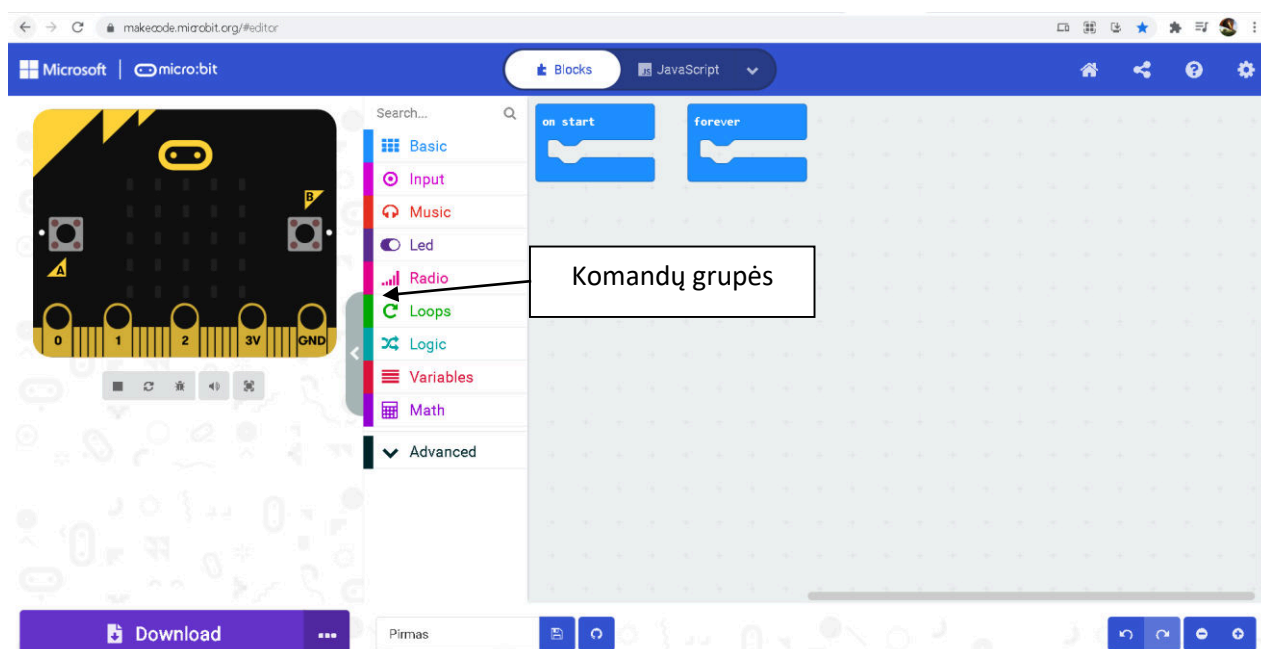 makecode.microbit.org/#editor
Microsoft | micro:bit
Blocks
JS JavaScript
Search...
Basic
Input
Music
Led
Radio
Loops
Logic
Variables
Math
Advanced
on start
forever
Komandų grupės
B
A
0 1 2 3V GND
Download
Pirmas